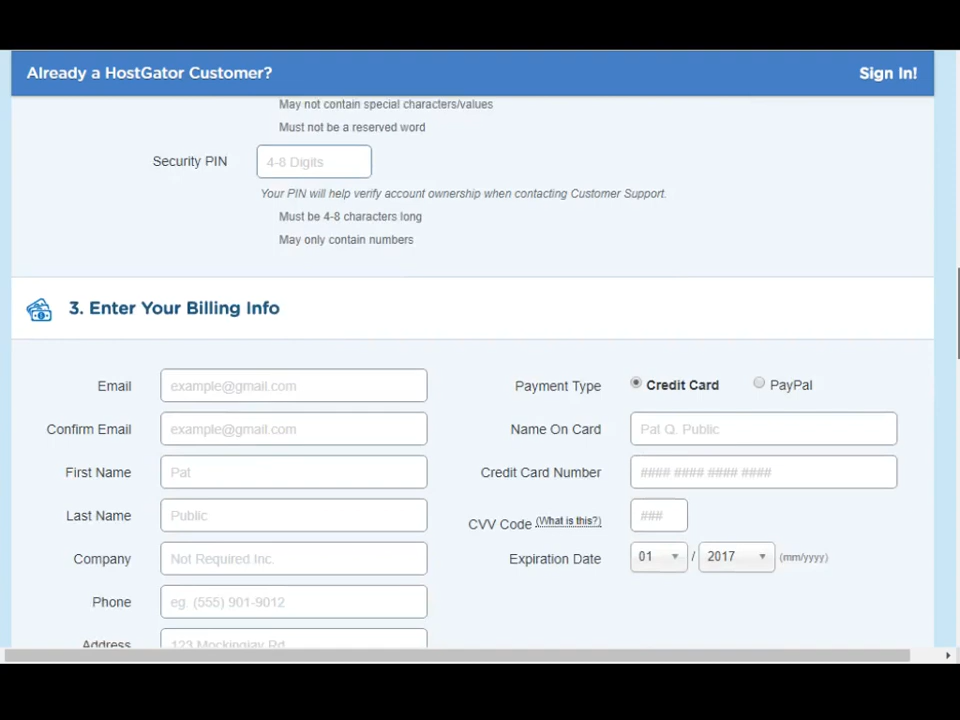 Already a HostGator Customer?
Sign In!
May not contain special characters/values
Must not be a reserved word
Security PIN
4-8 Digits
Your PIN will help verify account ownership when contacting Customer Support.
Must be 4-8 characters long
May only contain numbers
3. Enter Your Billing Info
Email
example@gmail.com
Confirm Email
example@gmail.com
First Name
Pat
Last Name
Public
Company
Not Required Inc.
Phone
eg. (555) 901-9012
Address
123 Mockingjay Rd
Payment Type
Credit Card
PayPal
Name On Card
Pat Q. Public
Credit Card Number
#### #### #### ####
CVV Code (What is this?)
###
Expiration Date
01 / 2017 (mm/yyyy)